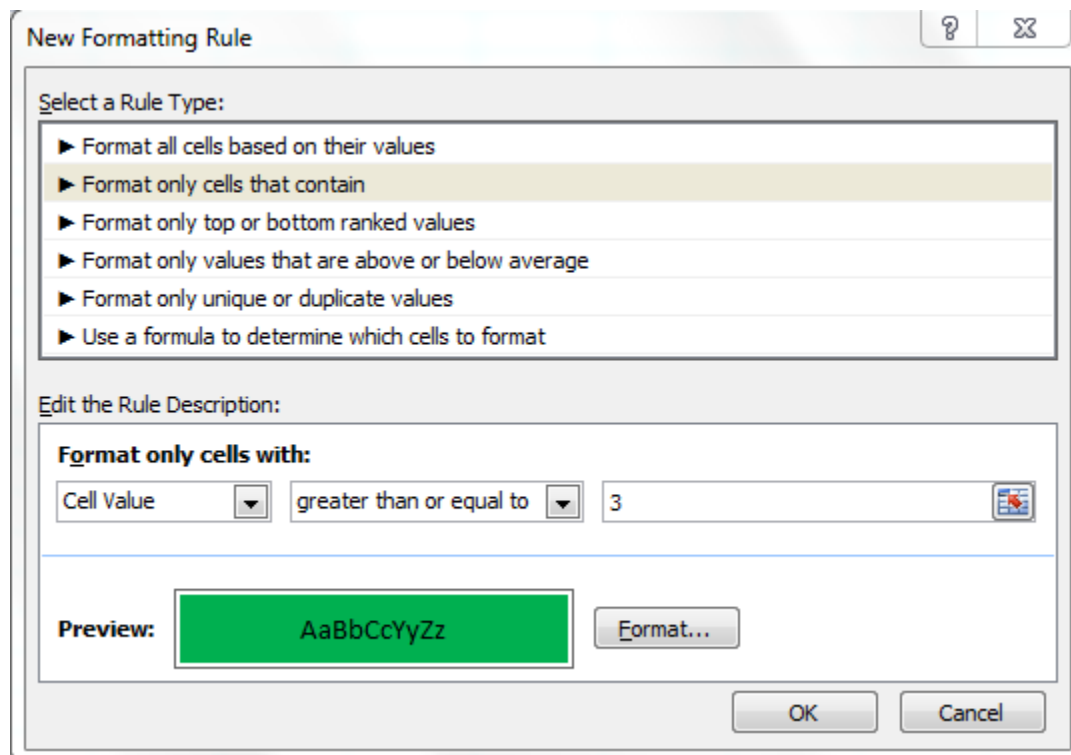 New Formatting Rule
Select a Rule Type:
► Format all cells based on their values
► Format only cells that contain
► Format only top or bottom ranked values
► Format only values that are above or below average
► Format only unique or duplicate values
► Use a formula to determine which cells to format
Edit the Rule Description:
Format only cells with:
Cell Value greater than or equal to 3
Preview: AaBbCcYyZz Format...
OK Cancel